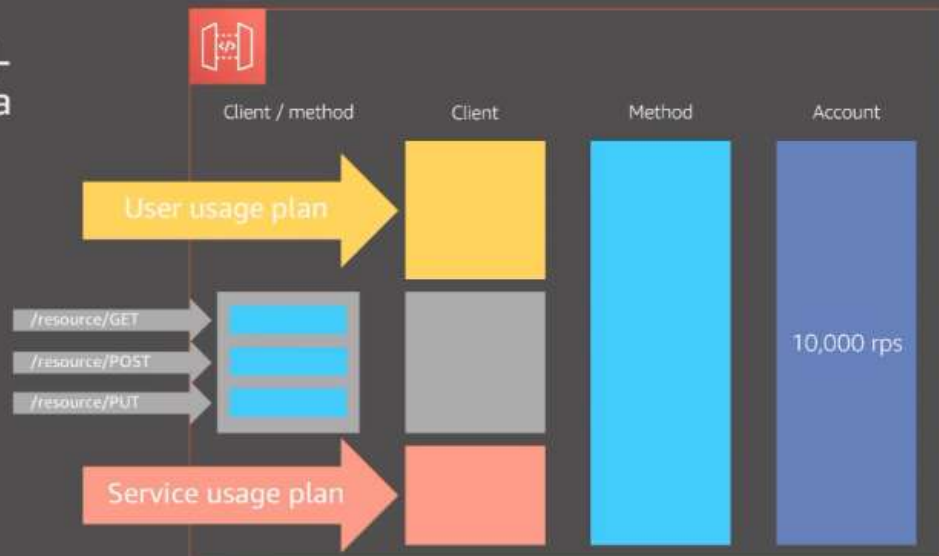 a
Client / method
Client
Method
Account
User usage plan
/resource/GET
/resource/POST
/resource/PUT
10,000 rps
Service usage plan